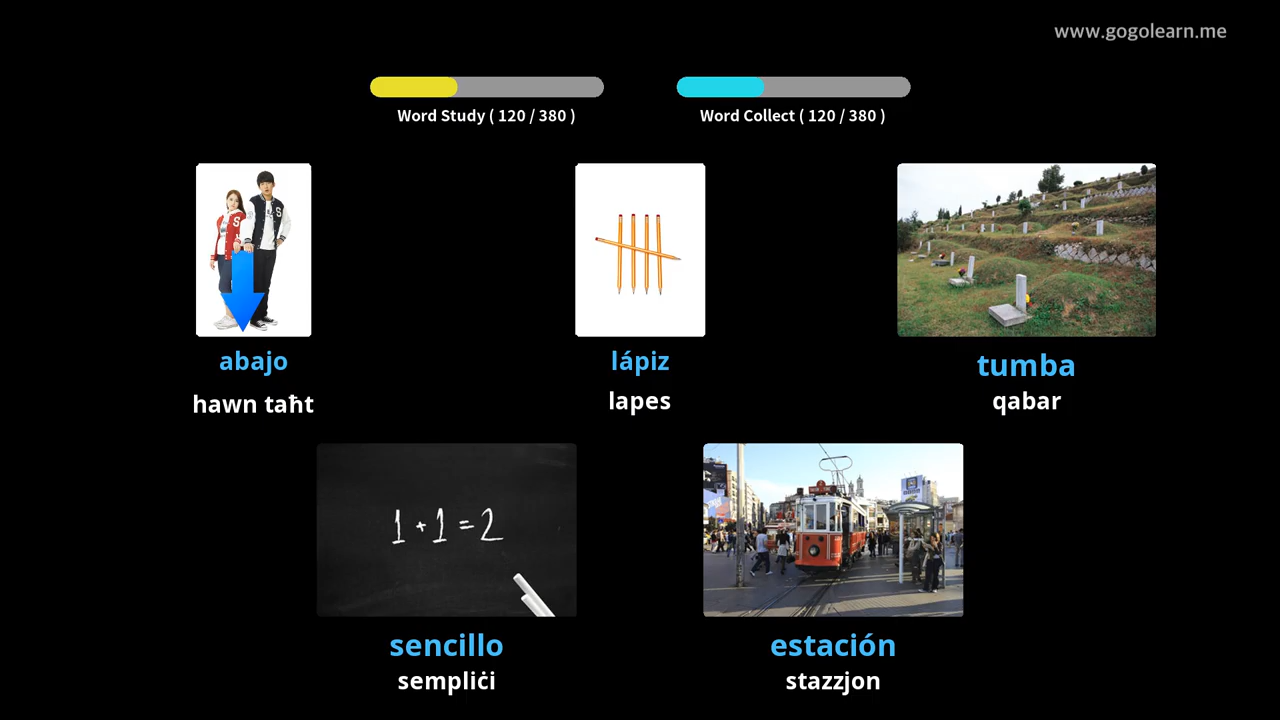 www.gogolearn.me
Word Study ( 120 / 380 )
Word Collect ( 120 / 380 )
abajo
hawn taħt
lápiz
lapes
tumba
qabar
1 + 1 = 2
sencillo
sempliċi
estación
stazzjon